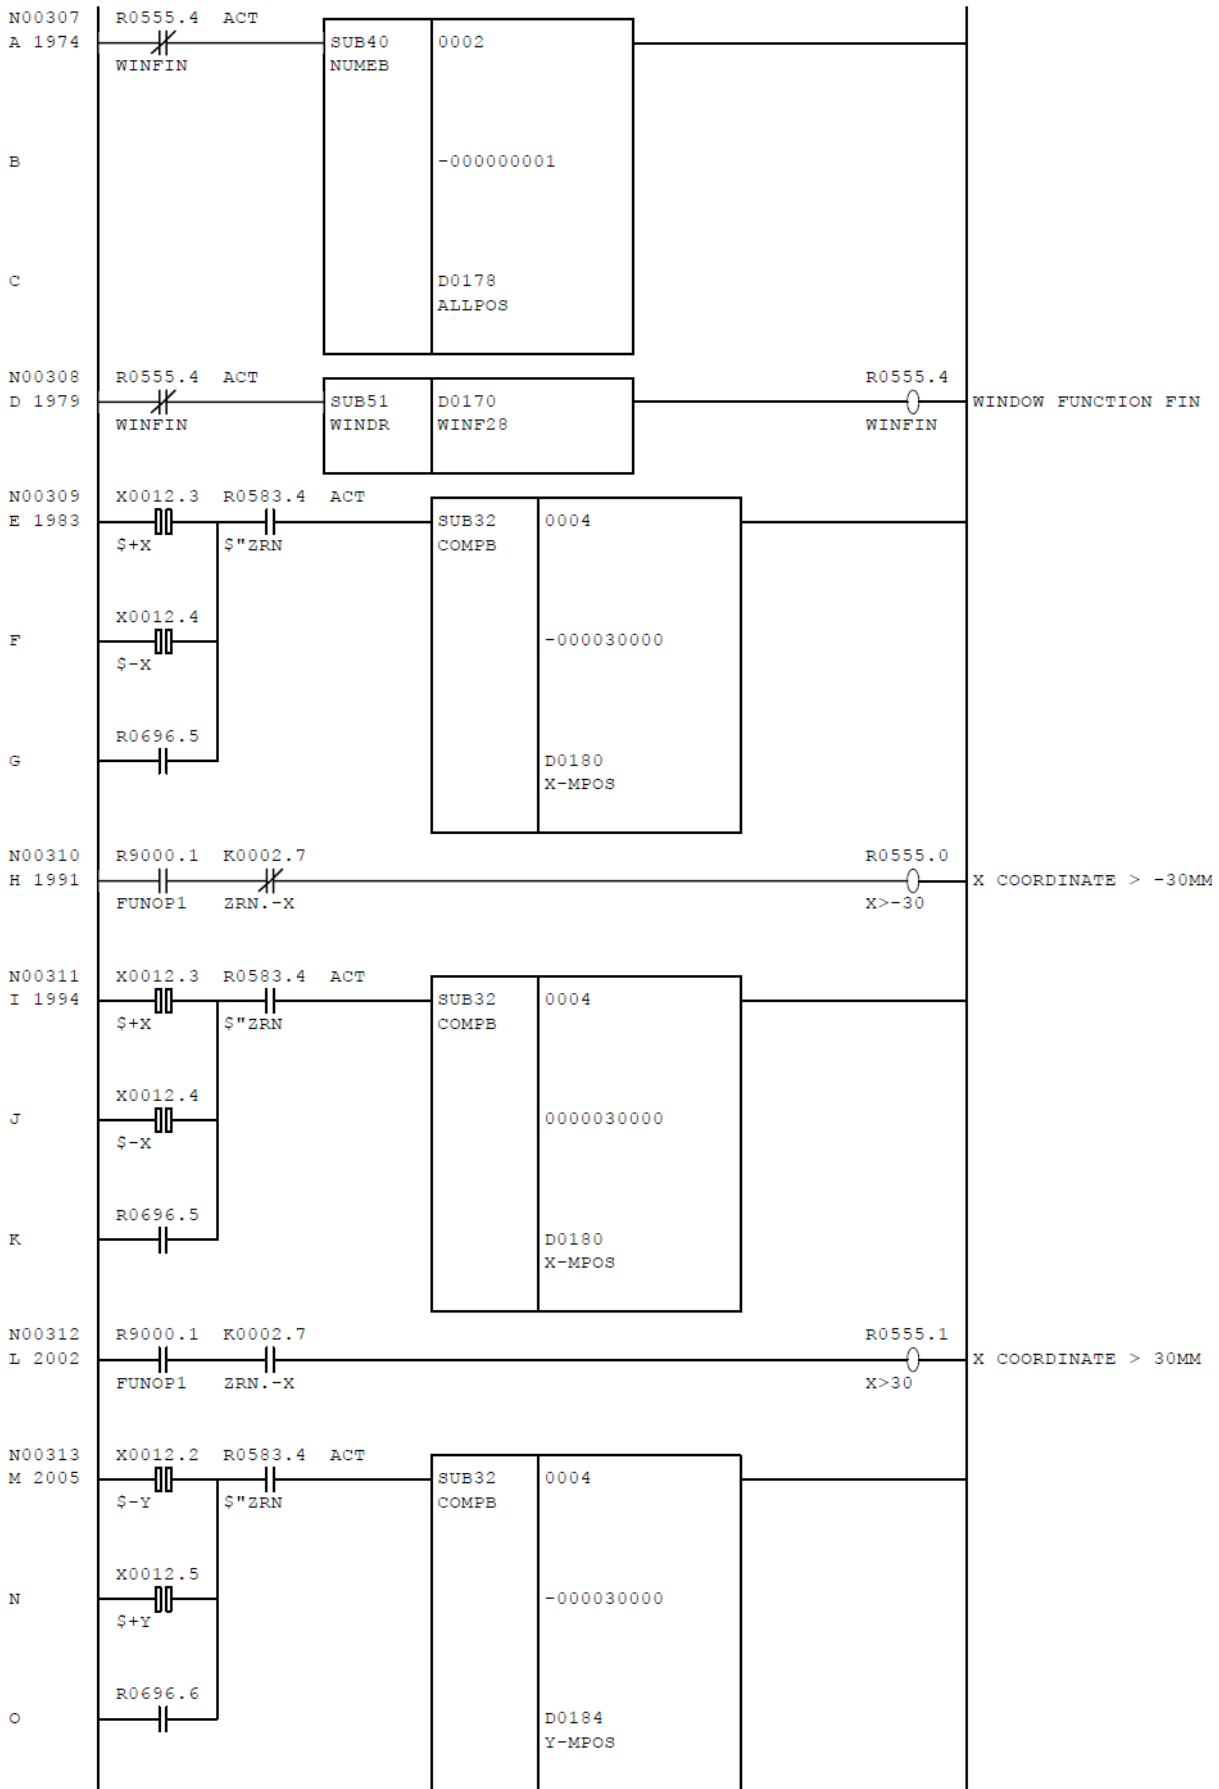 N00307 R0555.4 ACT
A 1974 SUB40 0002
WINFIN NUMEB
B -000000001
C D0178
ALLPOS
N00308 R0555.4 ACT R0555.4
D 1979 SUB51 D0170 WINDOW FUNCTION FIN
WINFIN WINDR WINF28 WINFIN
N00309 X0012.3 R0583.4 ACT
E 1983 SUB32 0004
$+X $"ZRN COMPB
X0012.4
F -000030000
$-X
R0696.5
G D0180
X-MPOS
N00310 R9000.1 K0002.7 R0555.0
H 1991 X COORDINATE > -30MM
FUNOP1 ZRN.-X X>-30
N00311 X0012.3 R0583.4 ACT
I 1994 SUB32 0004
$+X $"ZRN COMPB
X0012.4
J 0000030000
$-X
R0696.5
K D0180
X-MPOS
N00312 R9000.1 K0002.7 R0555.1
L 2002 X COORDINATE > 30MM
FUNOP1 ZRN.-X X>30
N00313 X0012.2 R0583.4 ACT
M 2005 SUB32 0004
$-Y $"ZRN COMPB
X0012.5
N -000030000
$+Y
R0696.6
O D0184
Y-MPOS